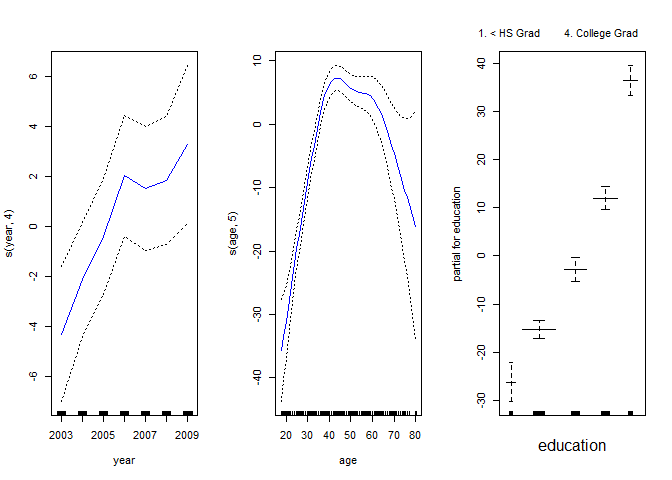 1. < HS Grad 4. College Grad
s(year, 4)
6
4
2
0
-2
-4
-6
2003 2005 2007 2009
year
s(age, 5)
10
0
-10
-20
-30
-40
20 30 40 50 60 70 80
age
partial for education
40
30
20
10
0
-10
-20
-30
education